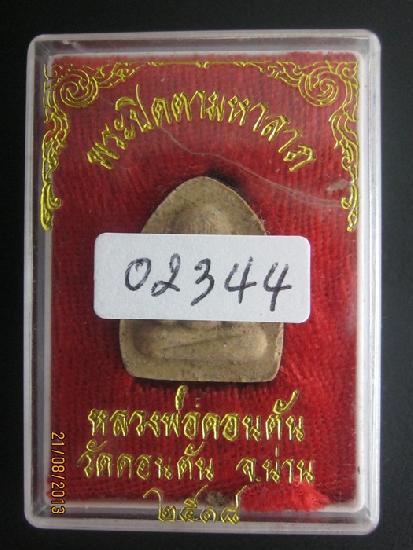 พระปิดตามหาลาภ
02344
หลวงพ่อดอนตัน
วัดดอนตัน จ.น่าน
๒๕๑๘
21/08/2013